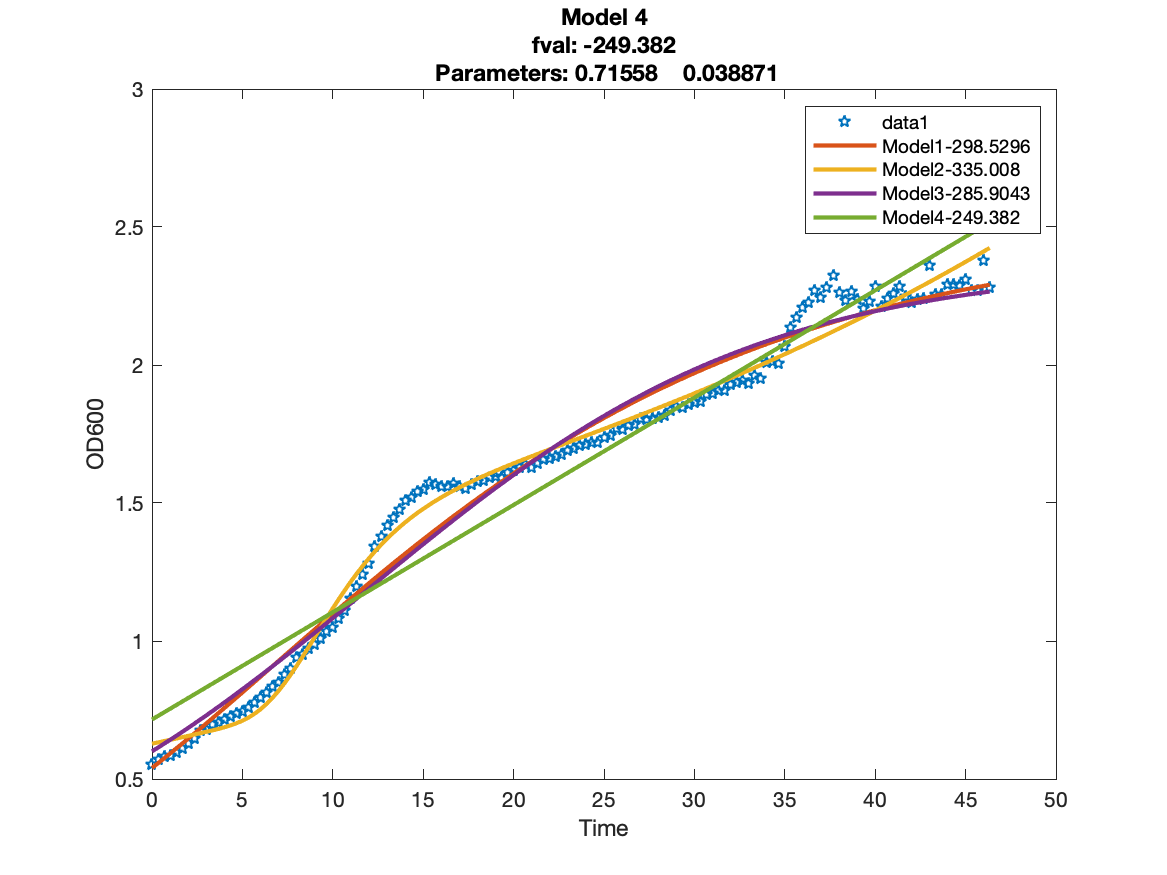 Model 4
fval: -249.382
Parameters: 0.71558 0.038871
3
2.5
2
1.5
1
0.5
OD600
data1
Model1-298.5296
Model2-335.008
Model3-285.9043
Model4-249.382
0 5 10 15 20 25 30 35 40 45 50
Time